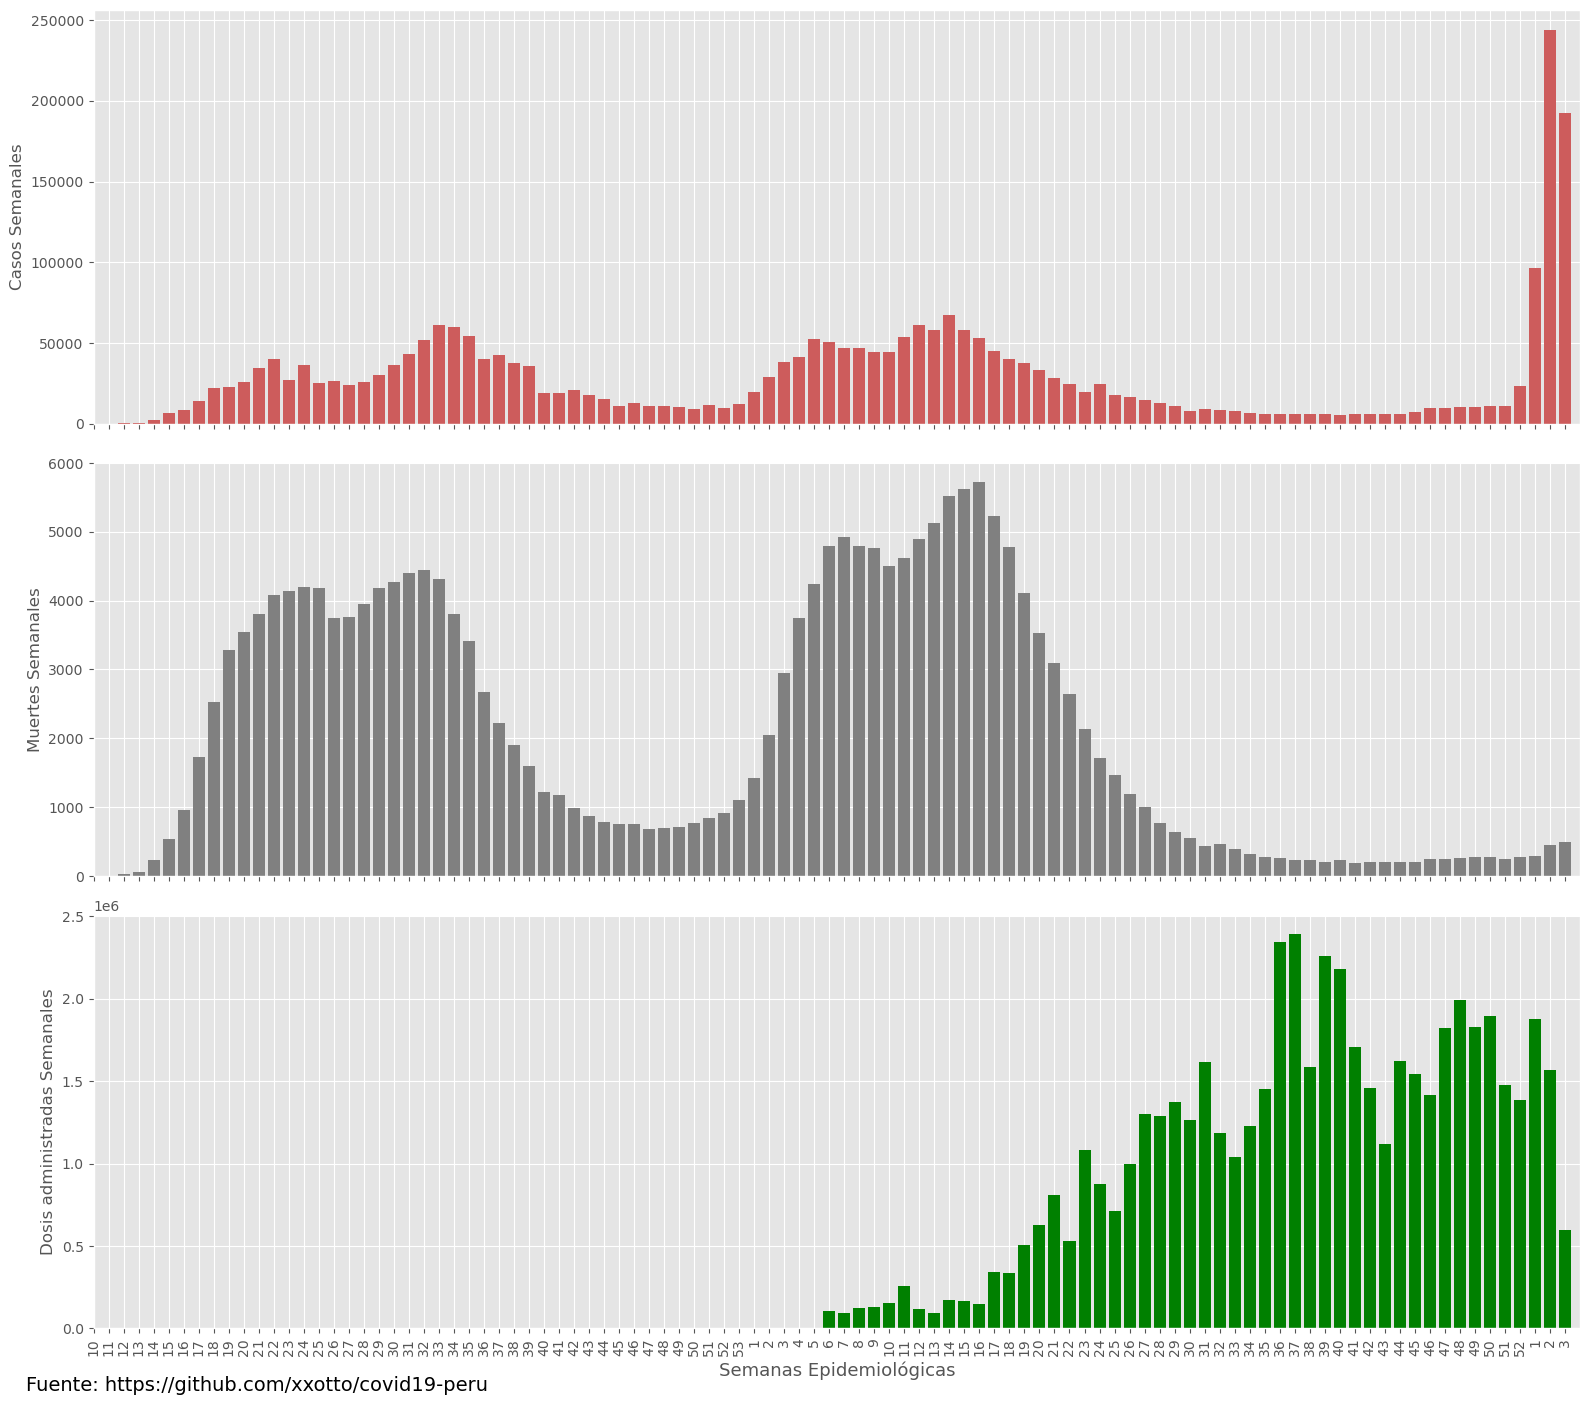 250000
200000
150000
100000
50000
0
Casos Semanales
6000
5000
4000
3000
2000
1000
0
Muertes Semanales
1e6
2.5
2.0
1.5
1.0
0.5
0.0
Dosis administradas Semanales
10 11 12 13 14 15 16 17 18 19 20 21 22 23 24 25 26 27 28 29 30 31 32 33 34 35 36 37 38 39 40 41 42 43 44 45 46 47 48 49 50 51 52 53 1 2 3 4 5 6 7 8 9 10 11 12 13 14 15 16 17 18 19 20 21 22 23 24 25 26 27 28 29 30 31 32 33 34 35 36 37 38 39 40 41 42 43 44 45 46 47 48 49 50 51 52 1 2 3
Semanas Epidemiológicas
Fuente: https://github.com/xxotto/covid19-peru